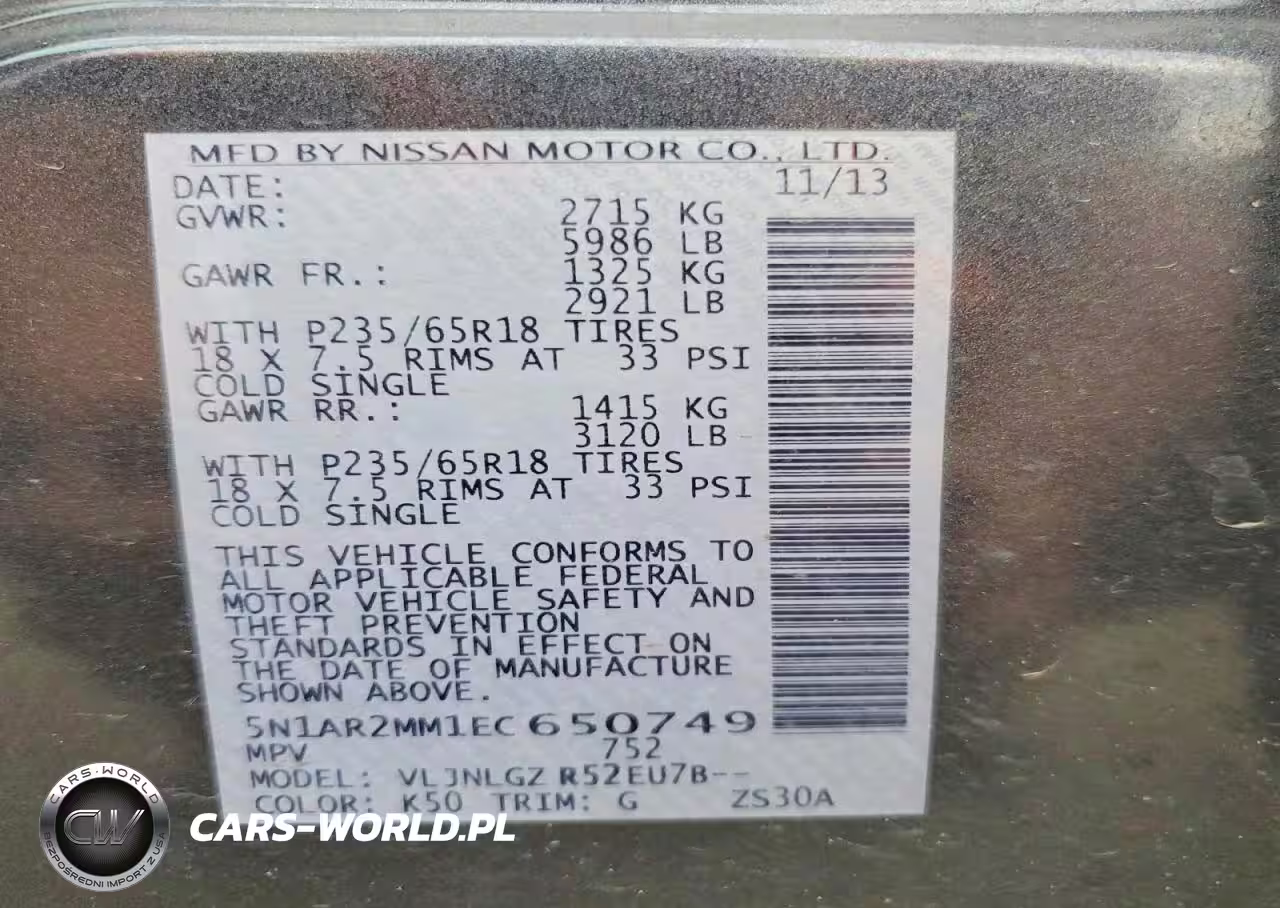 MFD BY NISSAN MOTOR CO., LTD.
DATE: 11/13
GVWR: 2715 KG
5986 LB
GAWR FR.: 1325 KG
2921 LB
WITH P235/65R18 TIRES
18 X 7.5 RIMS AT 33 PSI
COLD SINGLE
GAWR RR.: 1415 KG
3120 LB
WITH P235/65R18 TIRES
18 X 7.5 RIMS AT 33 PSI
COLD SINGLE
THIS VEHICLE CONFORMS TO
ALL APPLICABLE FEDERAL
MOTOR VEHICLE SAFETY AND
THEFT PREVENTION
STANDARDS IN EFFECT ON
THE DATE OF MANUFACTURE
SHOWN ABOVE.
5N1AR2MM1EC650749
MPV 752
MODEL: VLJNLGZ R52EU7B--
COLOR: K50 TRIM: G ZS30A
CARS-WORLD
CW
BEZPOŚREDNI IMPORT Z USA
CARS-WORLD.PL